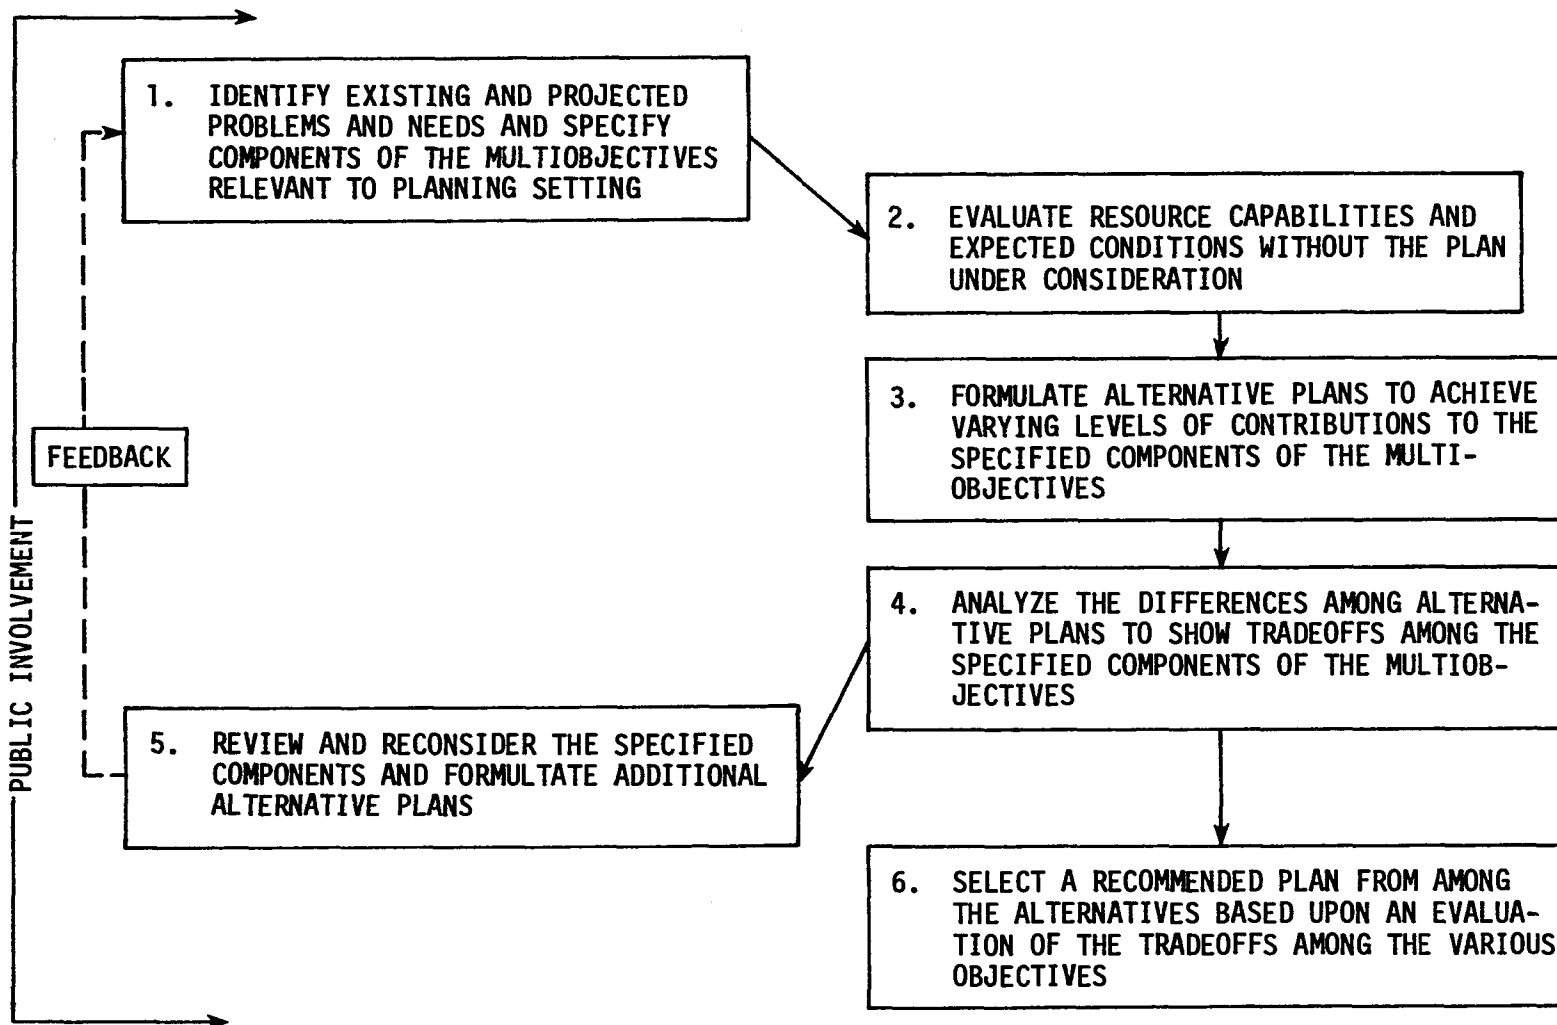 1. IDENTIFY EXISTING AND PROJECTED
PROBLEMS AND NEEDS AND SPECIFY
COMPONENTS OF THE MULTIOBJECTIVES
RELEVANT TO PLANNING SETTING
2. EVALUATE RESOURCE CAPABILITIES AND
EXPECTED CONDITIONS WITHOUT THE PLAN
UNDER CONSIDERATION
3. FORMULATE ALTERNATIVE PLANS TO ACHIEVE
VARYING LEVELS OF CONTRIBUTIONS TO THE
SPECIFIED COMPONENTS OF THE MULTI-
OBJECTIVES
FEEDBACK
PUBLIC INVOLVEMENT
4. ANALYZE THE DIFFERENCES AMONG ALTERNA-
TIVE PLANS TO SHOW TRADEOFFS AMONG THE
SPECIFIED COMPONENTS OF THE MULTIOB-
JECTIVES
5. REVIEW AND RECONSIDER THE SPECIFIED
COMPONENTS AND FORMULTATE ADDITIONAL
ALTERNATIVE PLANS
6. SELECT A RECOMMENDED PLAN FROM AMONG
THE ALTERNATIVES BASED UPON AN EVALUA-
TION OF THE TRADEOFFS AMONG THE VARIOUS
OBJECTIVES